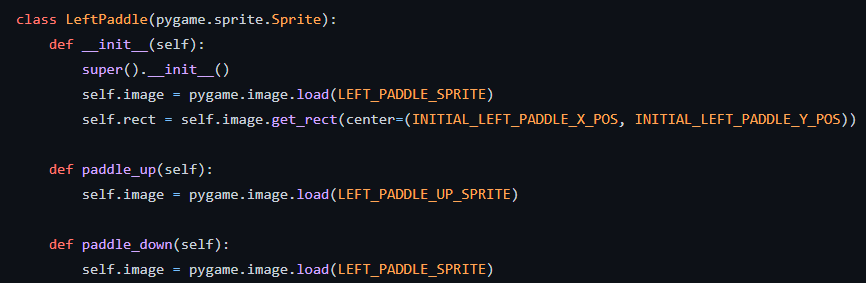 class LeftPaddle(pygame.sprite.Sprite):
    def __init__(self):
        super().__init__()
        self.image = pygame.image.load(LEFT_PADDLE_SPRITE)
        self.rect = self.image.get_rect(center=(INITIAL_LEFT_PADDLE_X_POS, INITIAL_LEFT_PADDLE_Y_POS))

    def paddle_up(self):
        self.image = pygame.image.load(LEFT_PADDLE_UP_SPRITE)

    def paddle_down(self):
        self.image = pygame.image.load(LEFT_PADDLE_SPRITE)